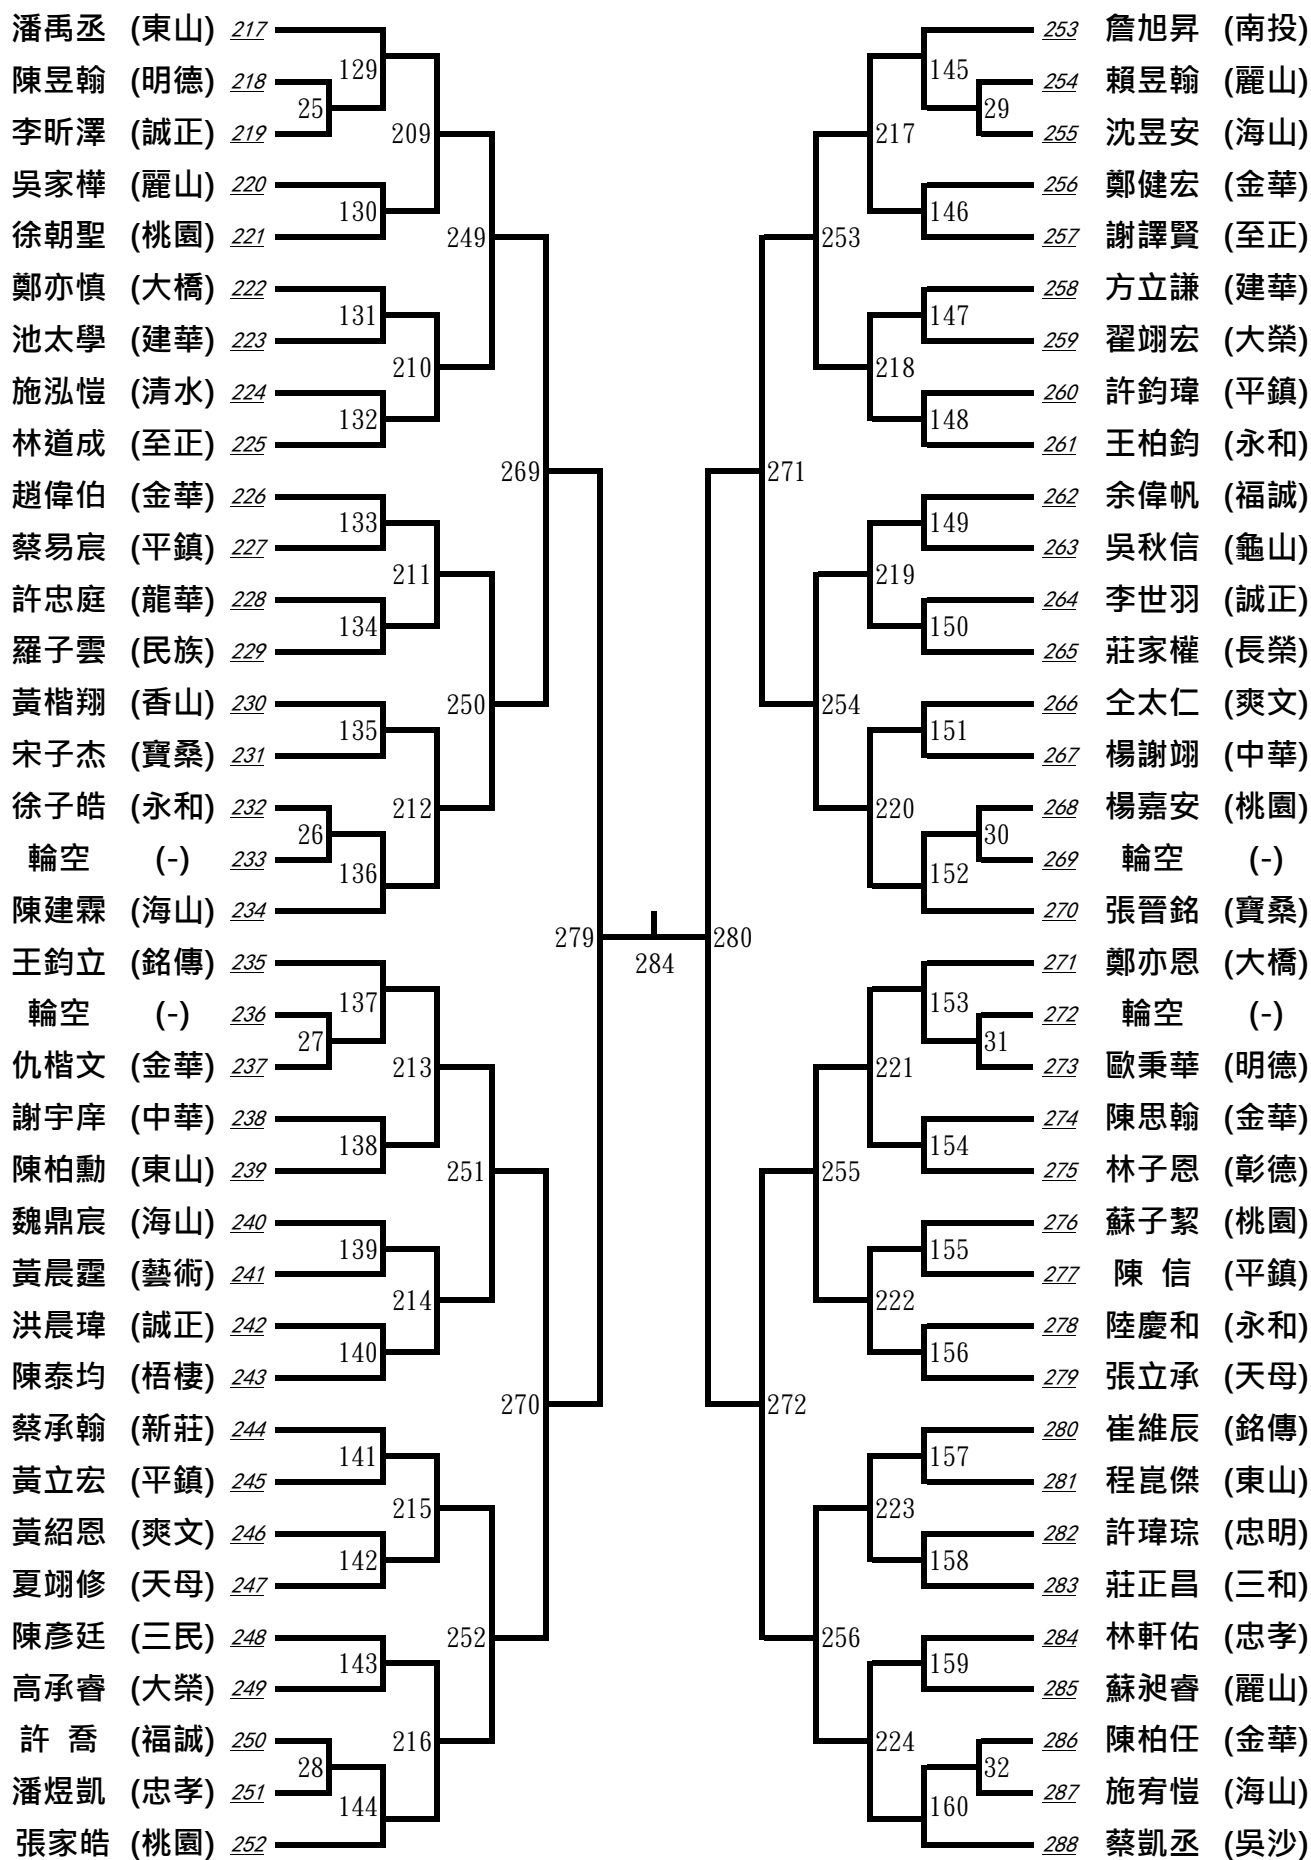 潘禹丞 (東山) 217 253 詹旭昇 (南投)
129 145
陳昱翰 (明德) 218 254 賴昱翰 (麗山)
25 29
李昕澤 (誠正) 219 209 217 255 沈昱安 (海山)
吳家樺 (麗山) 220 256 鄭健宏 (金華)
130 146
徐朝聖 (桃園) 221 249 253 257 謝譯賢 (至正)
鄭亦慎 (大橋) 222 258 方立謙 (建華)
131 147
池太學 (建華) 223 259 翟翊宏 (大榮)
210 218
施泓愷 (清水) 224 260 許鈞瑋 (平鎮)
132 148
林道成 (至正) 225 261 王柏鈞 (永和)
269 271
趙偉伯 (金華) 226 262 余偉帆 (福誠)
133 149
蔡易宸 (平鎮) 227 263 吳秋信 (龜山)
211 219
許忠庭 (龍華) 228 264 李世羽 (誠正)
134 150
羅子雲 (民族) 229 265 莊家權 (長榮)
黃楷翔 (香山) 230 250 254 266 仝太仁 (爽文)
135 151
宋子杰 (寶桑) 231 267 楊謝翊 (中華)
徐子皓 (永和) 232 212 220 268 楊嘉安 (桃園)
26 30
輪空 (-) 233 269 輪空 (-)
136 152
陳建霖 (海山) 234 270 張晉銘 (寶桑)
279 280
284
王鈞立 (銘傳) 235 271 鄭亦恩 (大橋)
137 153
輪空 (-) 236 272 輪空 (-)
27 31
仇楷文 (金華) 237 213 221 273 歐秉華 (明德)
謝宇庠 (中華) 238 274 陳思翰 (金華)
138 154
陳柏勳 (東山) 239 251 255 275 林子恩 (彰德)
魏鼎宸 (海山) 240 276 蘇子絜 (桃園)
139 155
黃晨霆 (藝術) 241 277 陳 信 (平鎮)
214 222
洪晨瑋 (誠正) 242 278 陸慶和 (永和)
140 156
陳泰均 (梧棲) 243 279 張立承 (天母)
270 272
蔡承翰 (新莊) 244 280 崔維辰 (銘傳)
141 157
黃立宏 (平鎮) 245 281 程崑傑 (東山)
215 223
黃紹恩 (爽文) 246 282 許瑋琮 (忠明)
142 158
夏翊修 (天母) 247 283 莊正昌 (三和)
陳彥廷 (三民) 248 252 256 284 林軒佑 (忠孝)
143 159
高承睿 (大榮) 249 285 蘇昶睿 (麗山)
許 喬 (福誠) 250 216 224 286 陳柏任 (金華)
28 32
潘煜凱 (忠孝) 251 287 施宥愷 (海山)
144 160
張家皓 (桃園) 252 288 蔡凱丞 (吳沙)